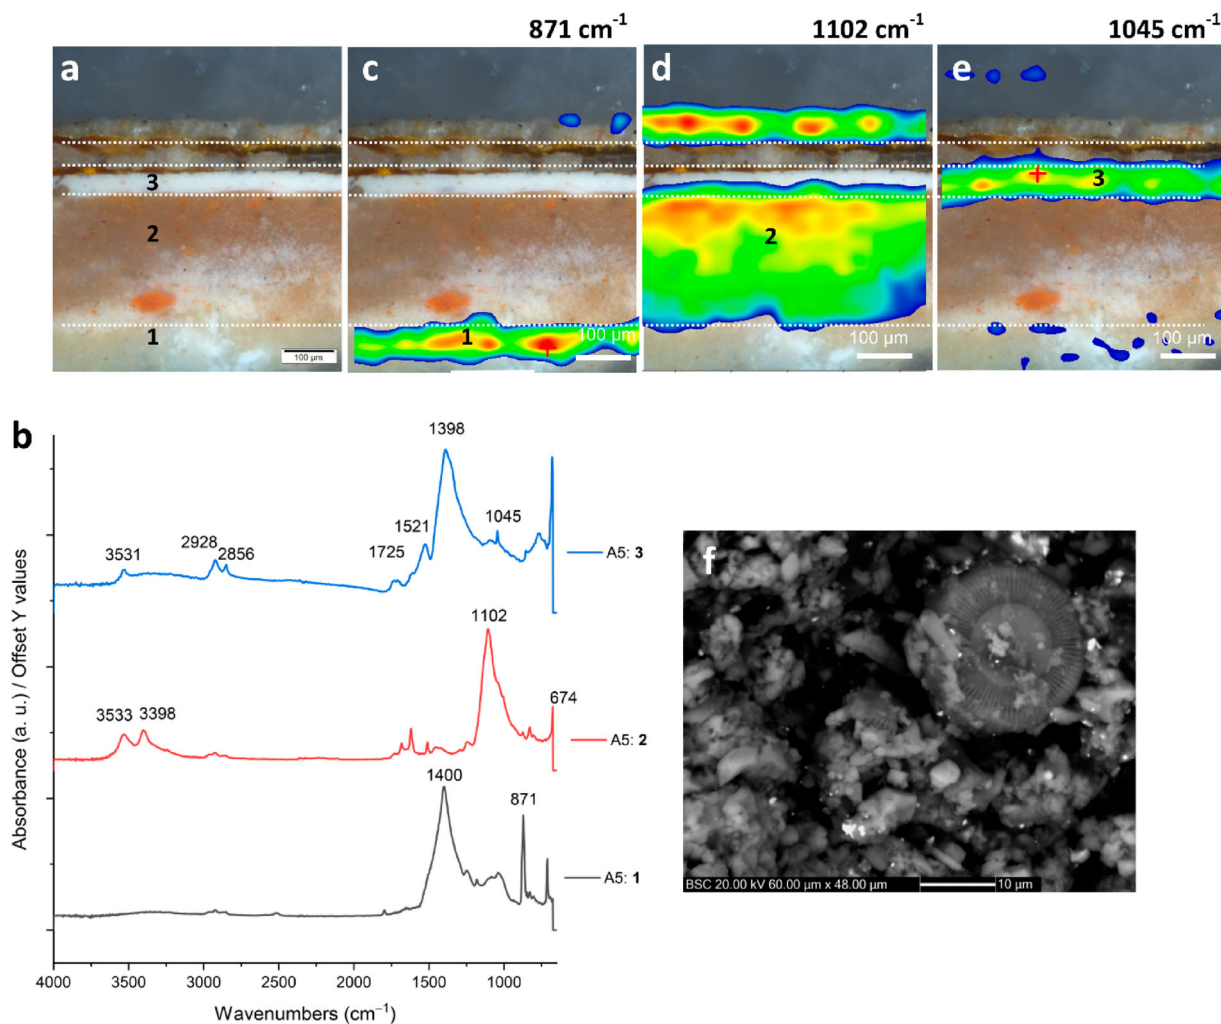 871 cm-1
1102 cm-1
1045 cm-1
a
c
d
e
3
2
1
100 µm
1
100 µm
2
100 µm
3
100 µm
b
Absorbance (a. u.) / Offset Y values
1398
1521
1045
1725
2928
2856
3531
A5: 3
1102
3533
3398
674
A5: 2
1400
871
A5: 1
4000
3500
3000
2500
2000
1500
1000
Wavenumbers (cm−1)
f
BSC 20.00 kV 60.00 µm x 48.00 µm
10 µm